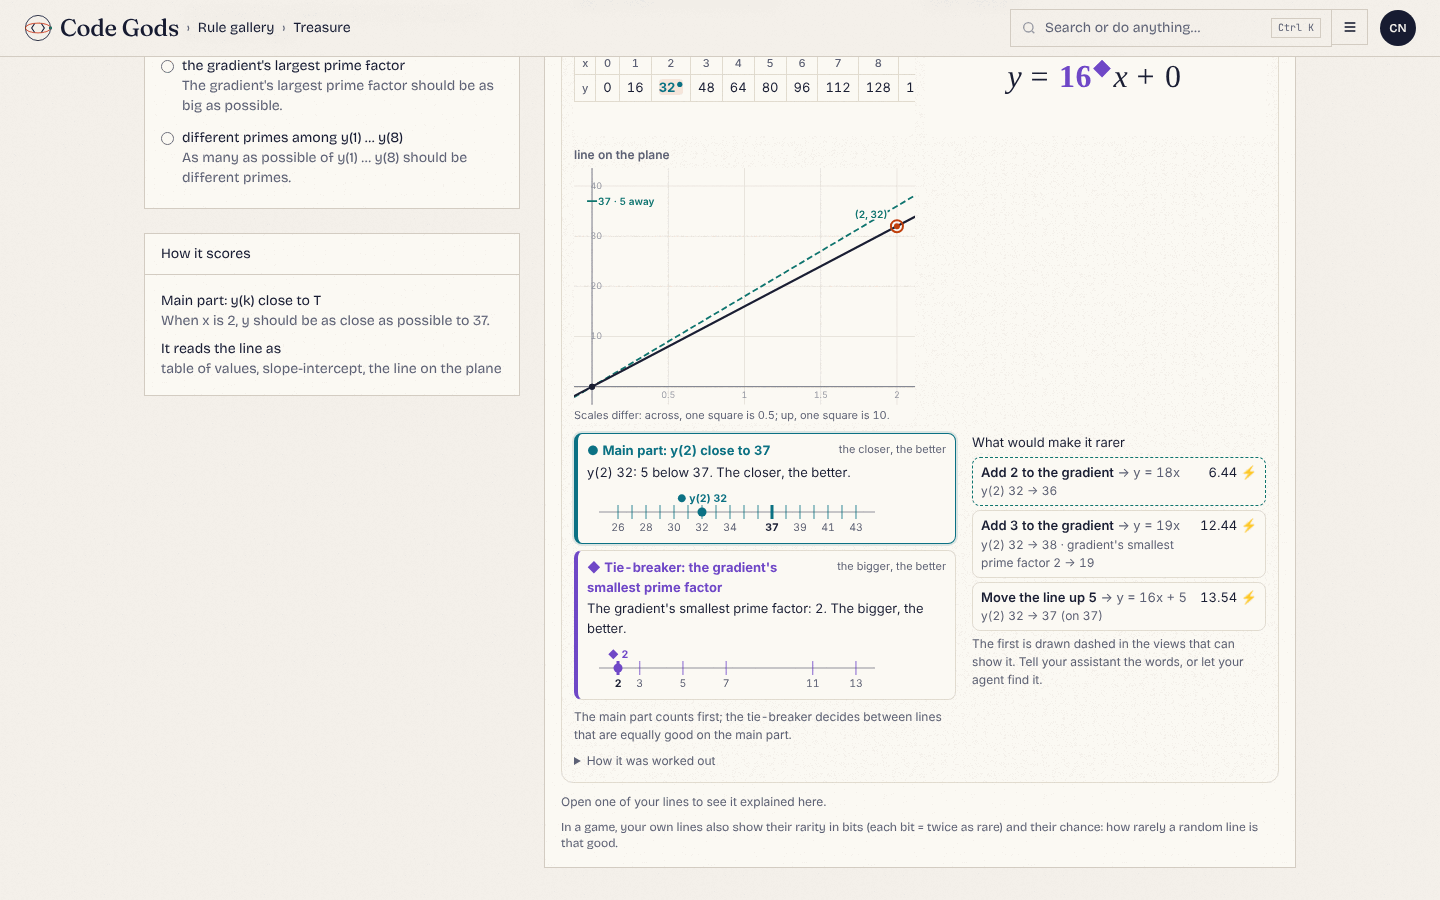 Code Gods › Rule gallery › Treasure
Search or do anything... Ctrl K
CN
the gradient's largest prime factor
The gradient's largest prime factor should be as
big as possible.
different primes among y(1) ... y(8)
As many as possible of y(1) ... y(8) should be
different primes.
How it scores
Main part: y(k) close to T
When x is 2, y should be as close as possible to 37.
It reads the line as
table of values, slope-intercept, the line on the plane
x 0 1 2 3 4 5 6 7 8
y 0 16 32 48 64 80 96 112 128 1
y = 16 x + 0
line on the plane
40
37 · 5 away
(2, 32)
30
20
10
0.5 1 1.5 2
Scales differ: across, one square is 0.5; up, one square is 10.
Main part: y(2) close to 37 the closer, the better
y(2) 32: 5 below 37. The closer, the better.
y(2) 32
26 28 30 32 34 37 39 41 43
Tie-breaker: the gradient's
smallest prime factor
the bigger, the better
The gradient's smallest prime factor: 2. The bigger, the
better.
2
2 3 5 7 11 13
The main part counts first; the tie-breaker decides between lines
that are equally good on the main part.
How it was worked out
What would make it rarer
Add 2 to the gradient → y = 18x 6.44 ⚡
y(2) 32 → 36
Add 3 to the gradient → y = 19x 12.44 ⚡
y(2) 32 → 38 · gradient's smallest
prime factor 2 → 19
Move the line up 5 → y = 16x + 5 13.54 ⚡
y(2) 32 → 37 (on 37)
The first is drawn dashed in the views that can
show it. Tell your assistant the words, or let your
agent find it.
Open one of your lines to see it explained here.
In a game, your own lines also show their rarity in bits (each bit = twice as rare) and their chance: how rarely a random line is
that good.